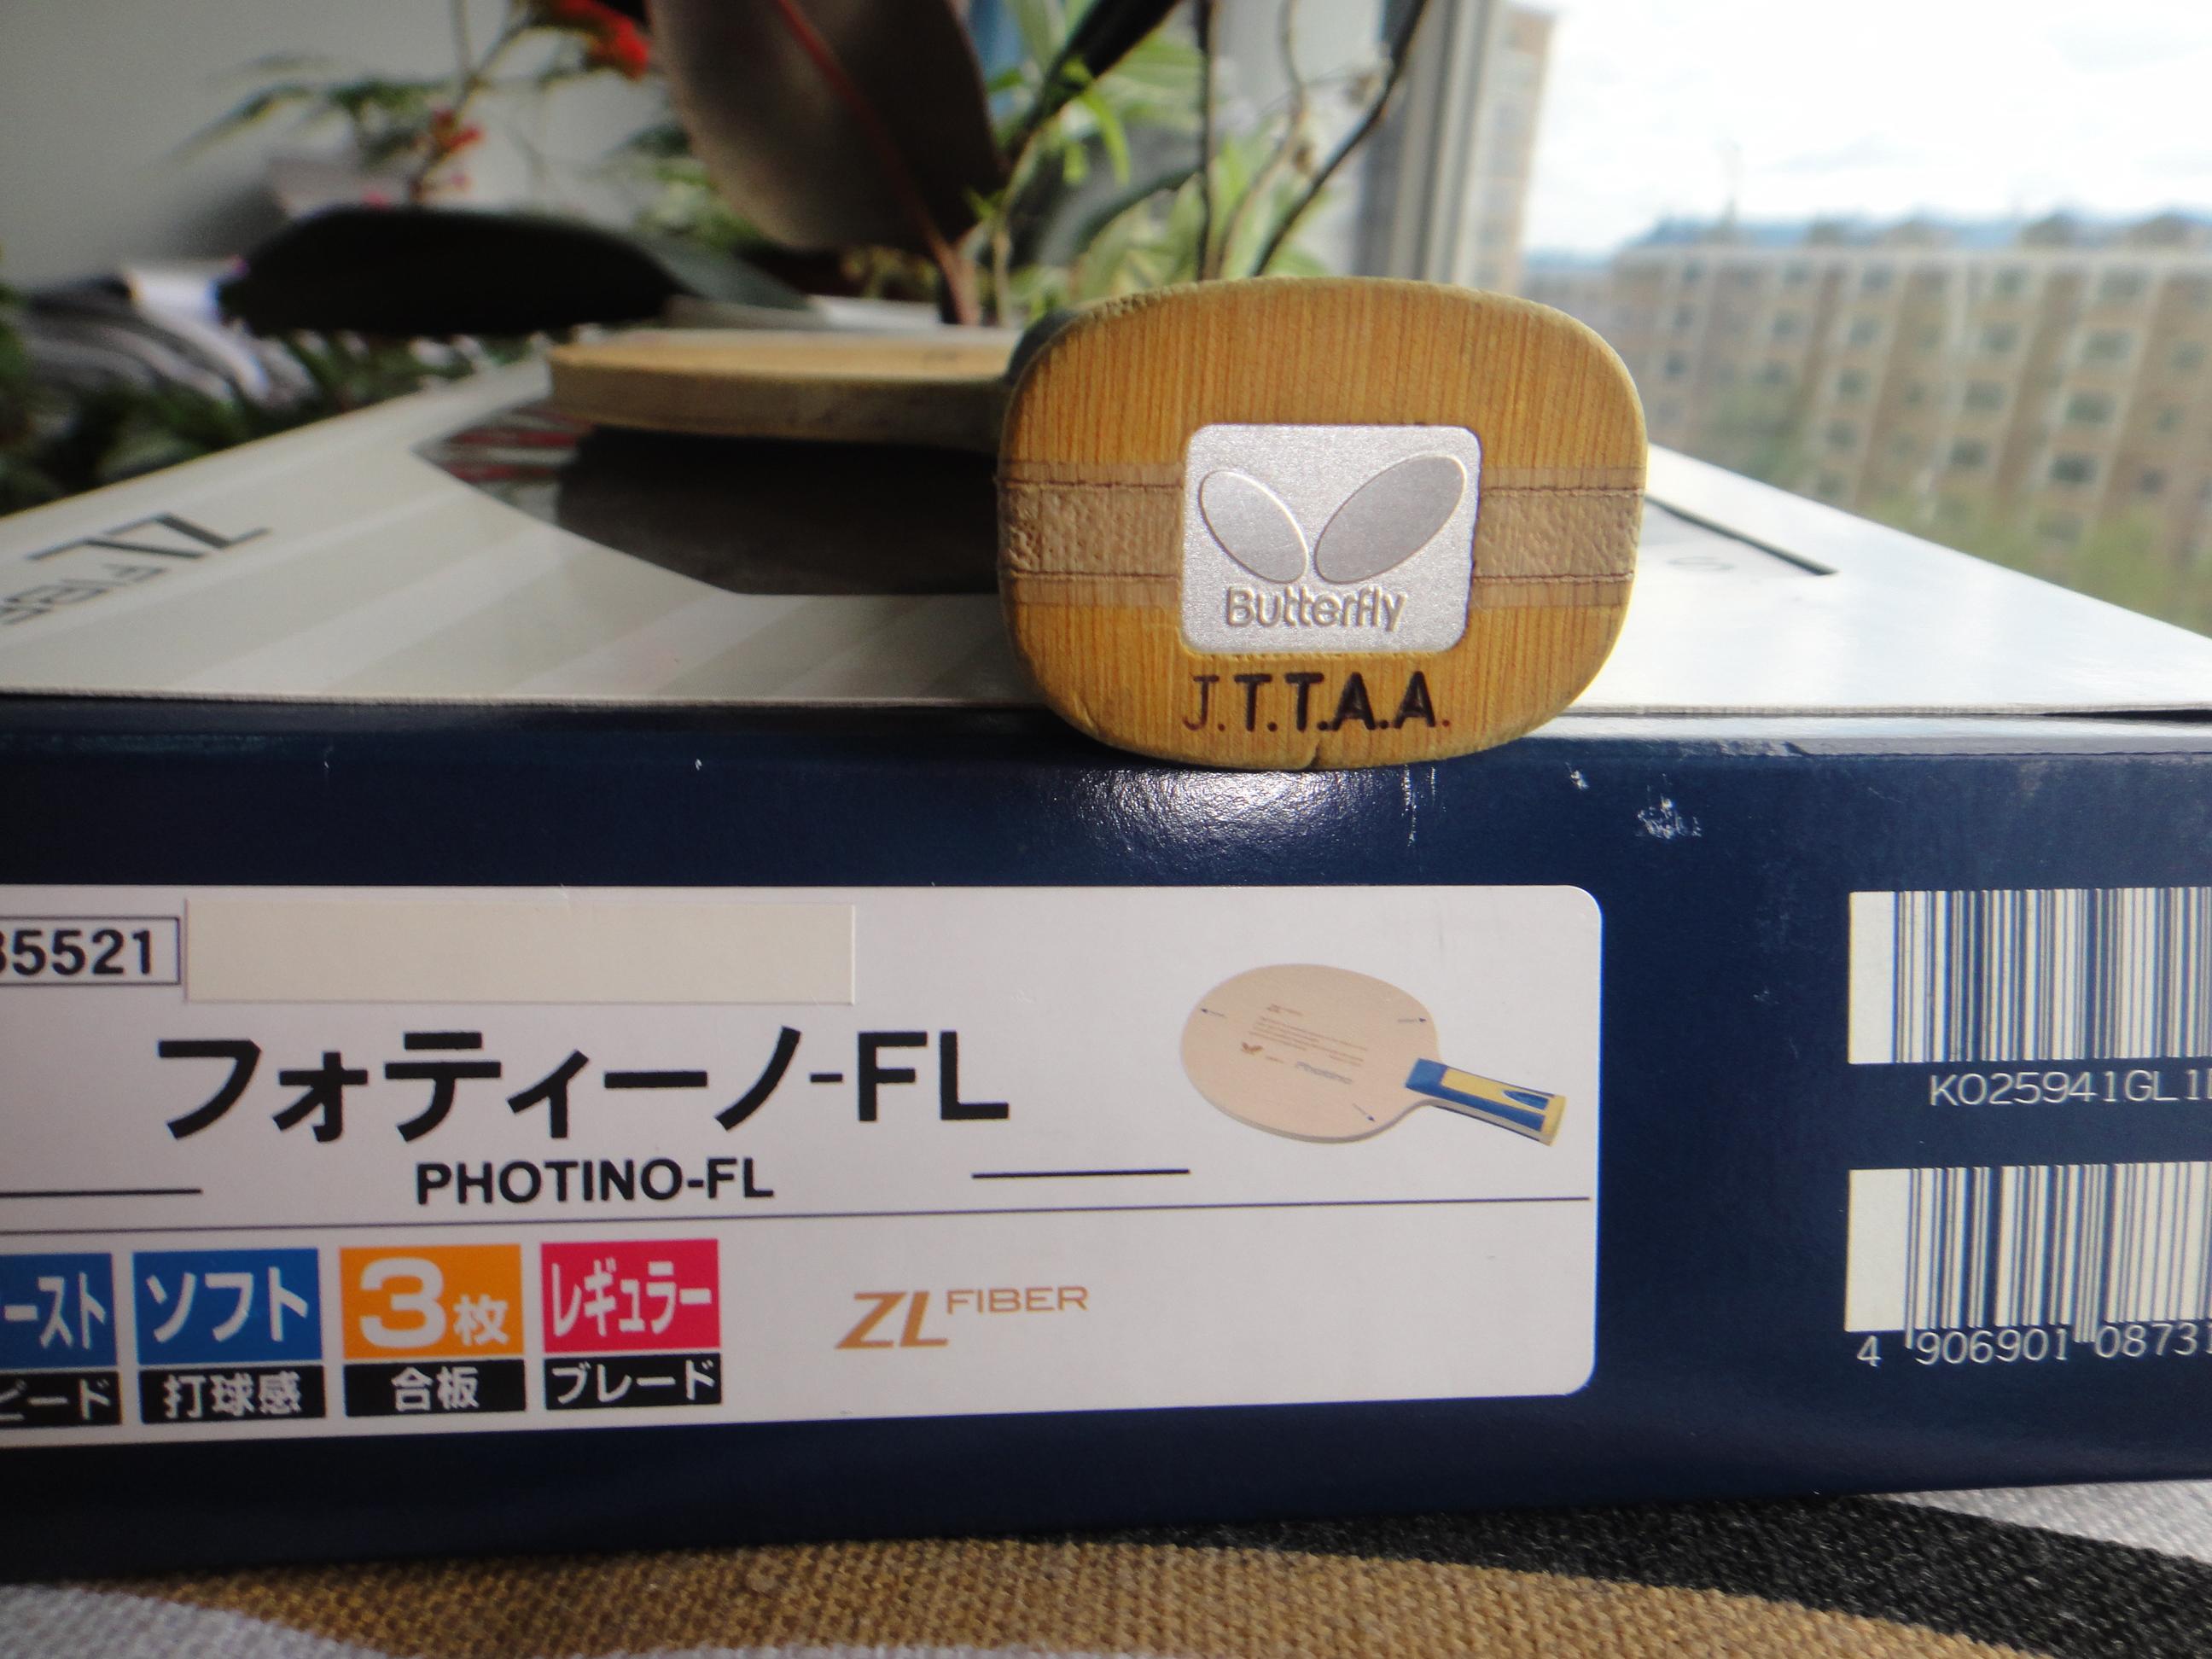 ZL FIBER
Butterfly
J.T.T.A.A.
35521
フォティーノ-FL
PHOTINO-FL
ースト
ピード
ソフト
打球感
3枚
合板
レギュラー
ブレード
ZL FIBER
K025941GL1
4 906901 08731